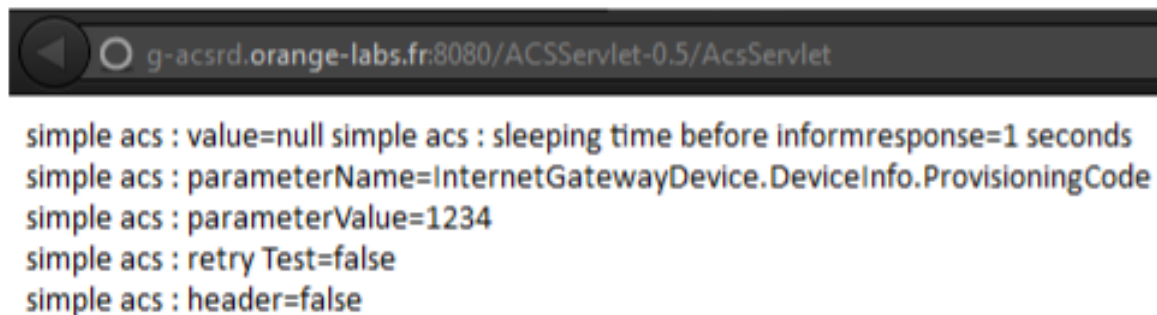 g-acsrd.orange-labs.fr:8080/ACSServlet-0.5/AcsServlet
simple acs : value=null simple acs : sleeping time before informresponse=1 seconds
simple acs : parameterName=InternetGatewayDevice.DeviceInfo.ProvisioningCode
simple acs : parameterValue=1234
simple acs : retry Test=false
simple acs : header=false